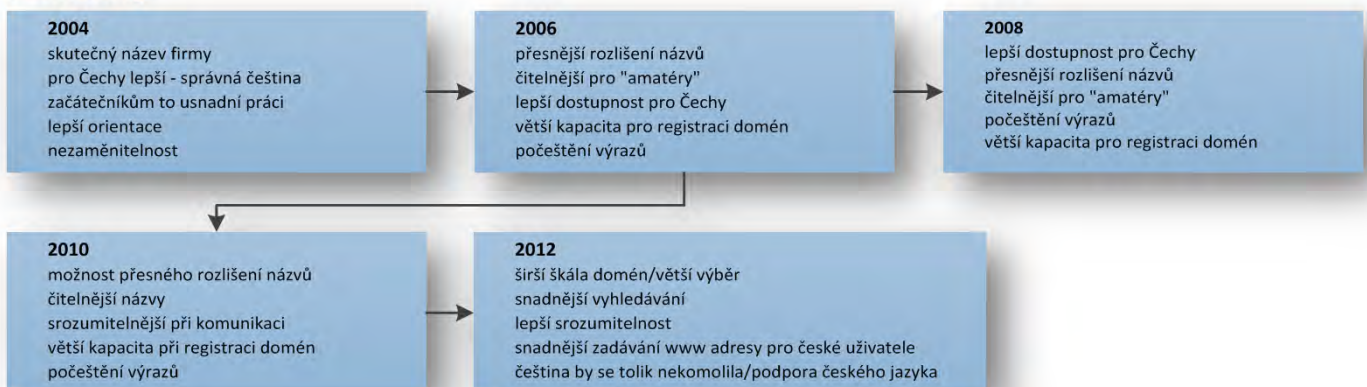 2004
skutečný název firmy
pro Čechy lepší - správná čeština
začátečníkům to usnadní práci
lepší orientace
nezaměnitelnost
2006
přesnější rozlišení názvů
čitelnější pro "amatéry"
lepší dostupnost pro Čechy
větší kapacita pro registraci domén
počeštění výrazů
2008
lepší dostupnost pro Čechy
přesnější rozlišení názvů
čitelnější pro "amatéry"
počeštění výrazů
větší kapacita pro registraci domén
2010
možnost přesného rozlišení názvů
čitelnější názvy
srozumitelnější při komunikaci
větší kapacita při registraci domén
počeštění výrazů
2012
širší škála domén/větší výběr
snadnější vyhledávání
lepší srozumitelnost
snadnější zadávání www adresy pro české uživatele
čeština by se tolik nekomolila/podpora českého jazyka